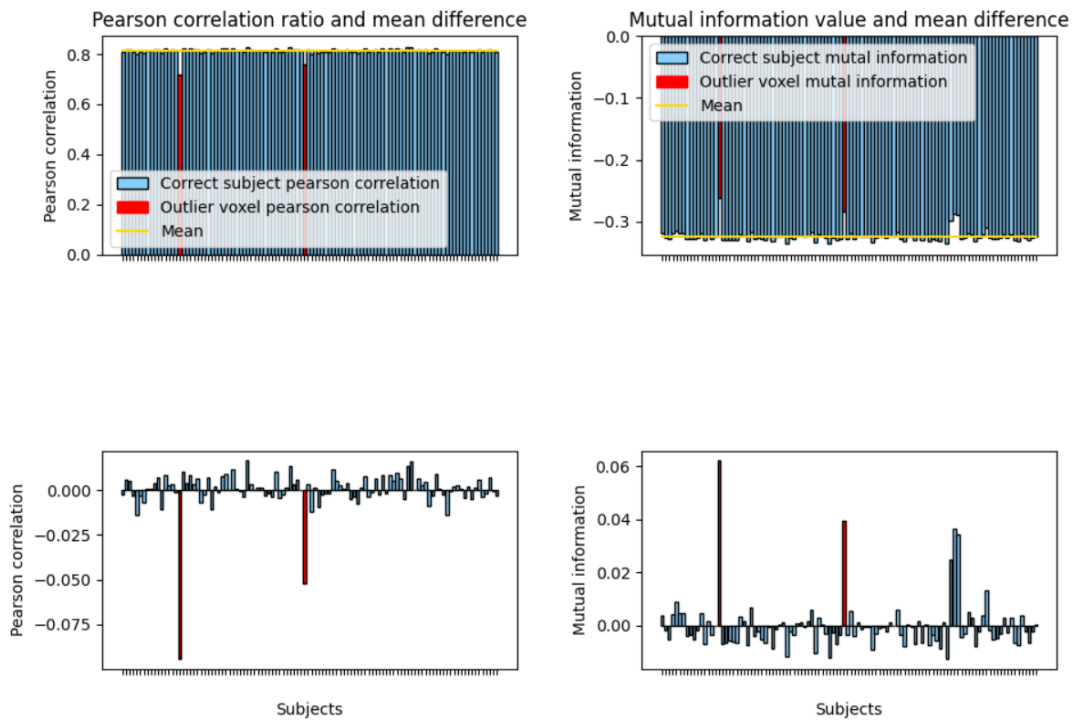 Pearson correlation ratio and mean difference
Pearson correlation
0.8
0.6
0.4
0.2
0.0
Correct subject pearson correlation
Outlier voxel pearson correlation
Mean
Mutual information value and mean difference
Mutual information
0.0
−0.1
−0.2
−0.3
Correct subject mutal information
Outlier voxel mutal information
Mean
Pearson correlation
0.000
−0.025
−0.050
−0.075
Subjects
Mutual information
0.06
0.04
0.02
0.00
Subjects